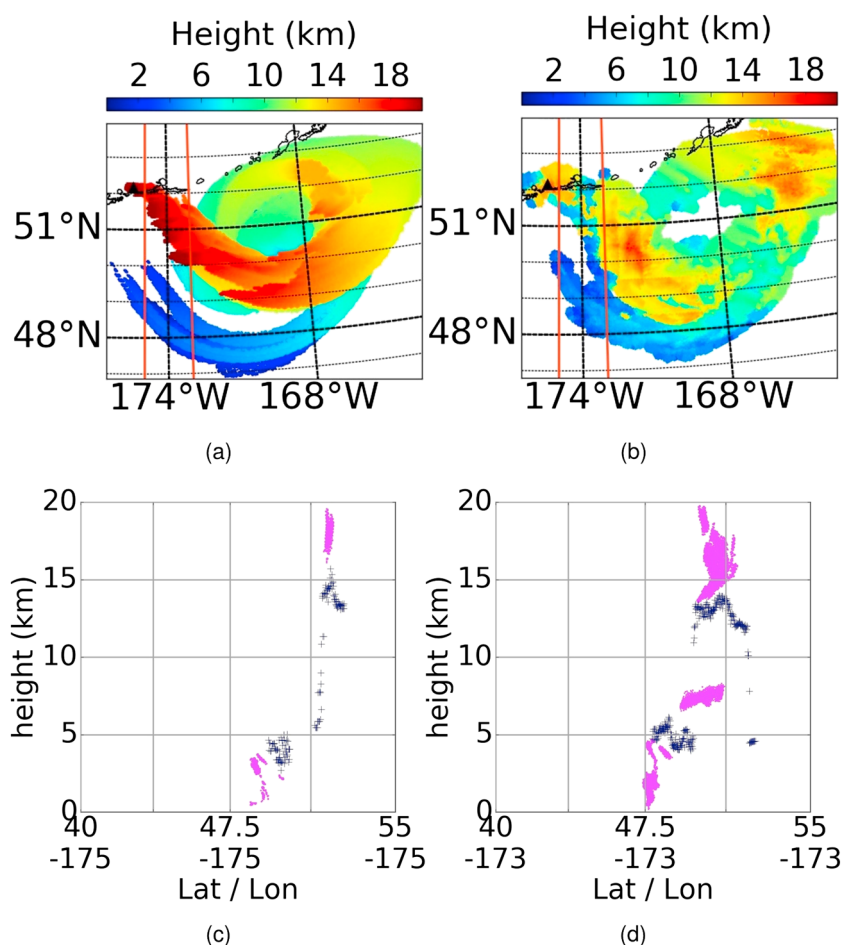 Height (km)
2 6 10 14 18
51°N
48°N
174°W 168°W
(a)
Height (km)
2 6 10 14 18
51°N
48°N
174°W 168°W
(b)
20
15
10
5
0
height (km)
40 47.5 55
-175 -175 -175
Lat / Lon
(c)
20
15
10
5
0
height (km)
40 47.5 55
-173 -173 -173
Lat / Lon
(d)